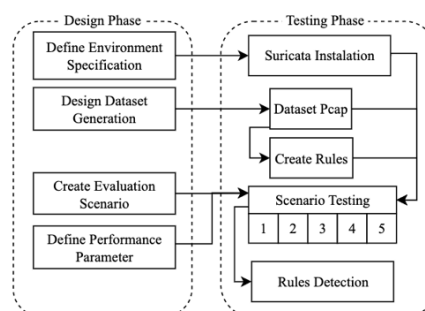 Design Phase
Define Environment
Specification
Design Dataset
Generation
Create Evaluation
Scenario
Define Performance
Parameter
Testing Phase
Suricata Instalation
Dataset Pcap
Create Rules
Scenario Testing
1 2 3 4 5
Rules Detection